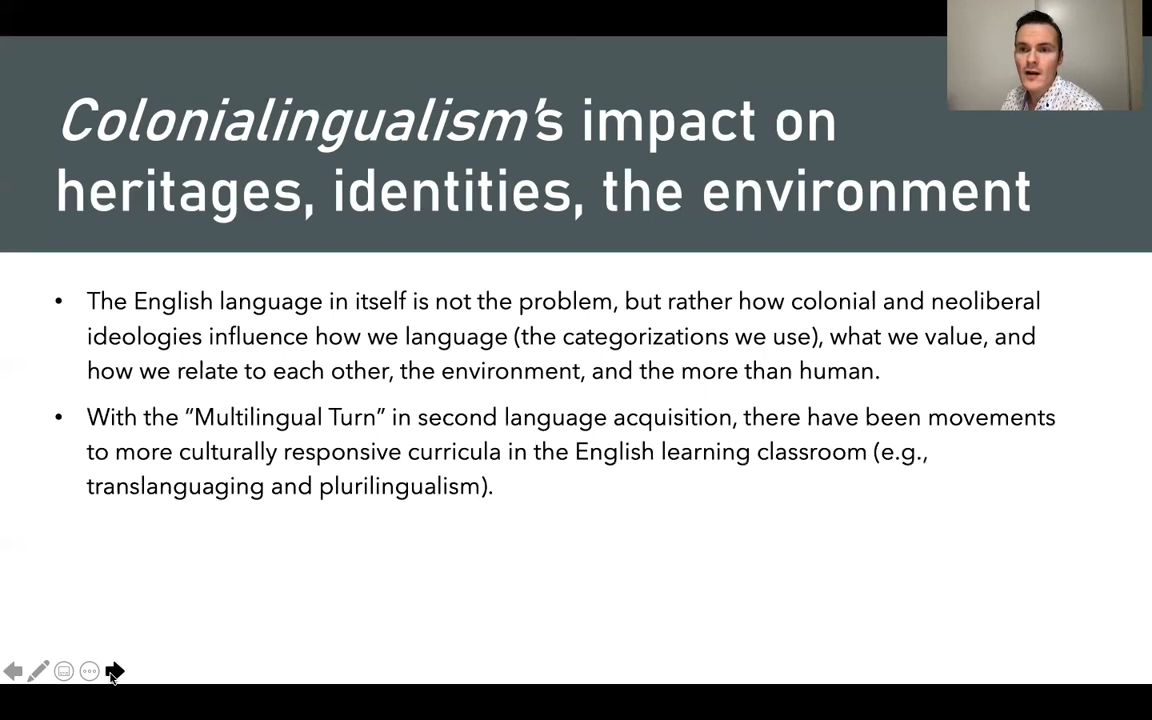 Colonialingualism's impact on
heritages, identities, the environment
• The English language in itself is not the problem, but rather how colonial and neoliberal
ideologies influence how we language (the categorizations we use), what we value, and
how we relate to each other, the environment, and the more than human.
• With the “Multilingual Turn” in second language acquisition, there have been movements
to more culturally responsive curricula in the English learning classroom (e.g.,
translanguaging and plurilingualism).